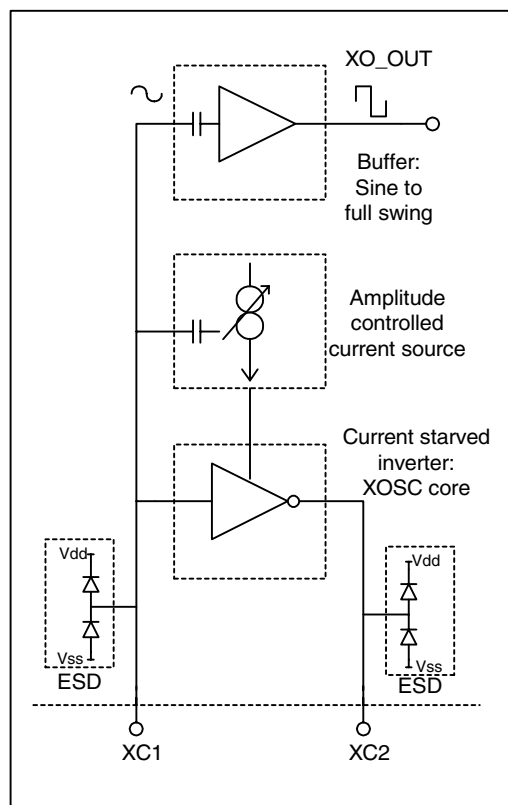 XO_OUT
Buffer:
Sine to
full swing
Amplitude
controlled
current source
Current starved
inverter:
XOSC core
Vdd
Vss
ESD
Vdd
Vss
ESD
XC1
XC2